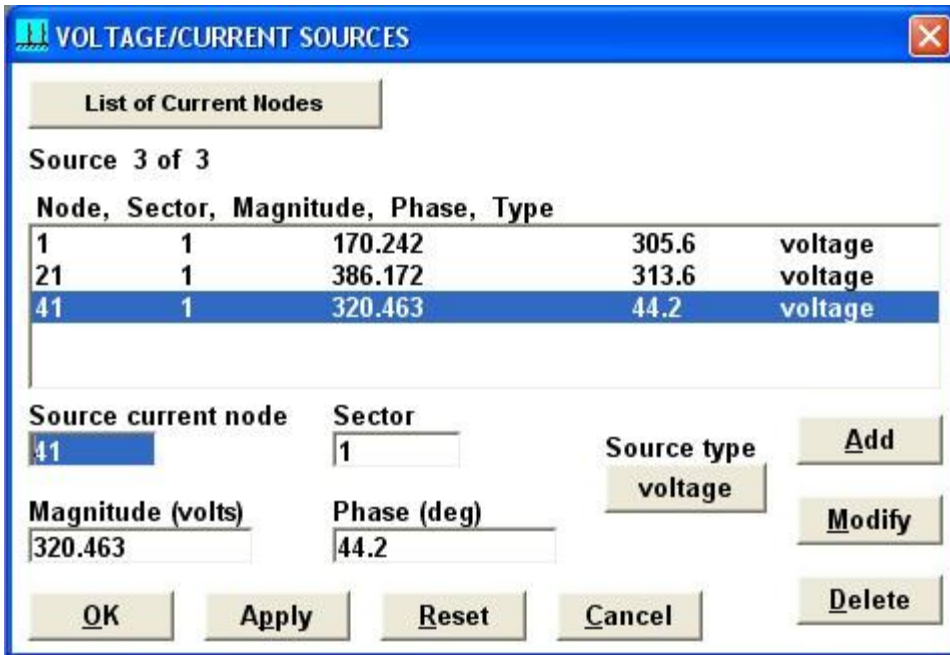 VOLTAGE/CURRENT SOURCES
List of Current Nodes
Source 3 of 3
Node, Sector, Magnitude, Phase, Type
1 1 170.242 305.6 voltage
21 1 386.172 313.6 voltage
41 1 320.463 44.2 voltage
Source current node Sector
41 1
Source type
voltage
Magnitude (volts) Phase (deg)
320.463 44.2
Add
Modify
Delete
OK Apply Reset Cancel